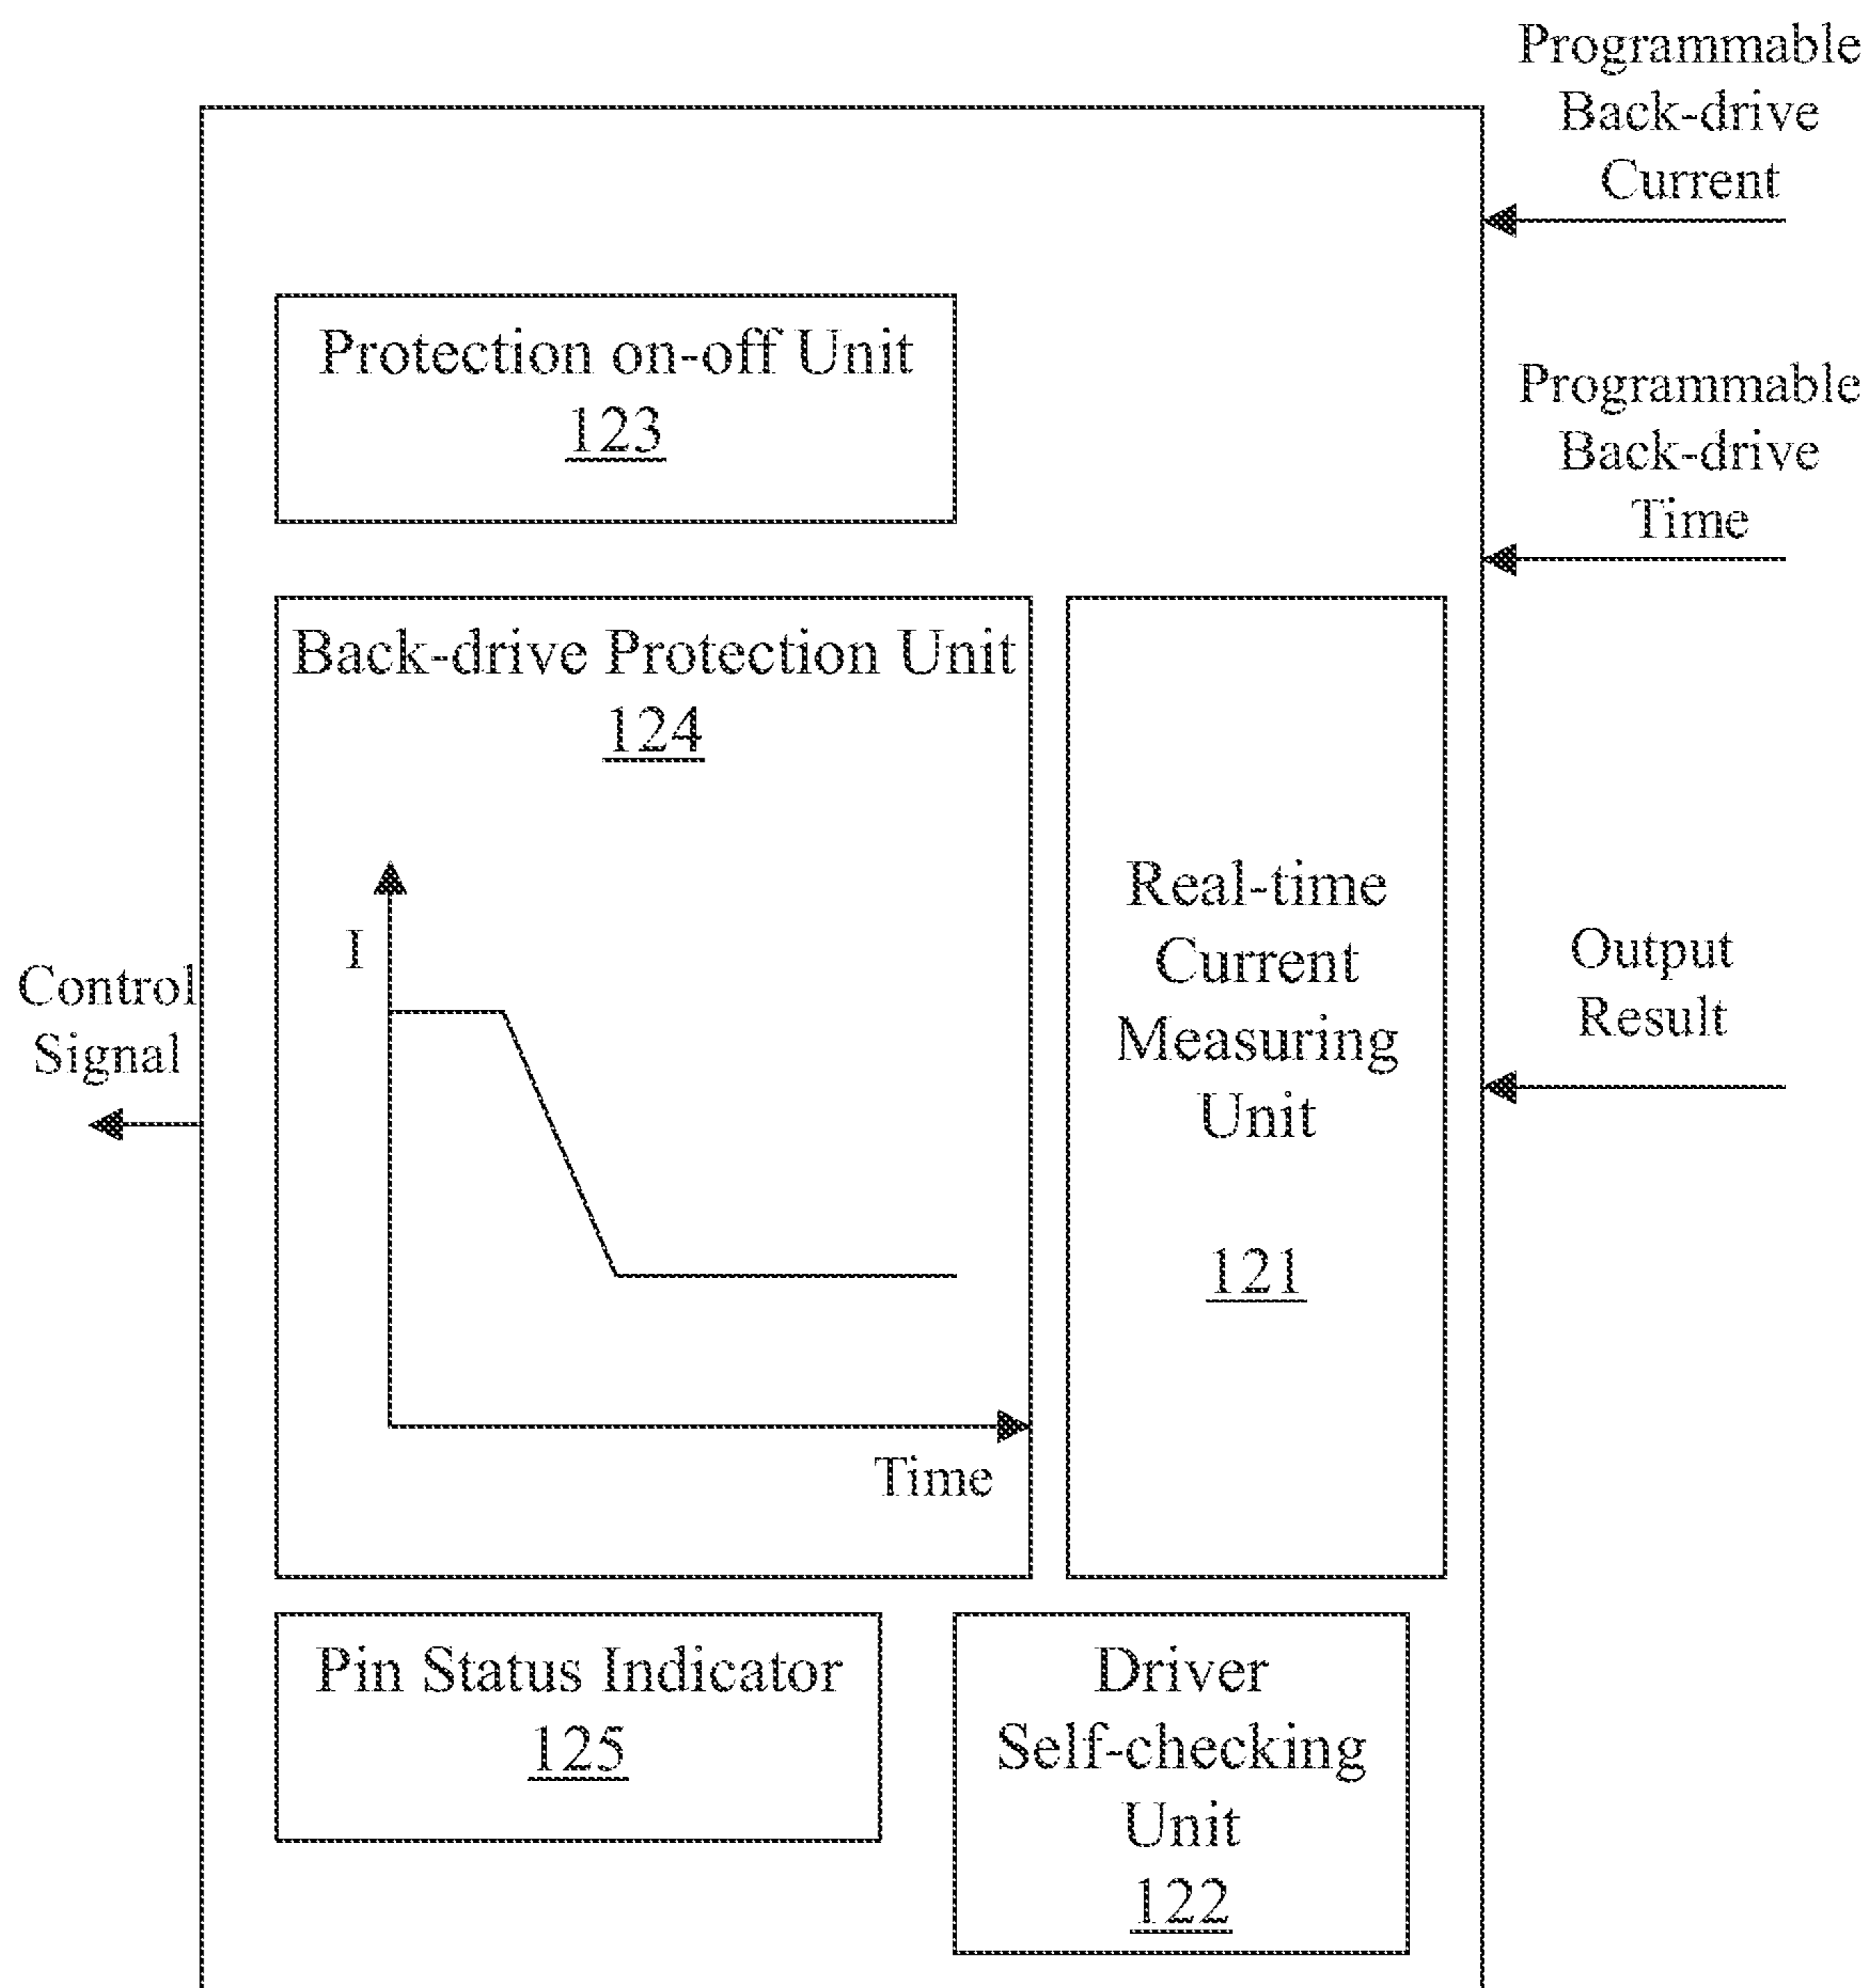 Programmable
Back-drive
Current
Protection on-off Unit
123
Programmable
Back-drive
Time
Back-drive Protection Unit
124
I
Time
Real-time
Current
Measuring
Unit
121
Control
Signal
Output
Result
Pin Status Indicator
125
Driver
Self-checking
Unit
122